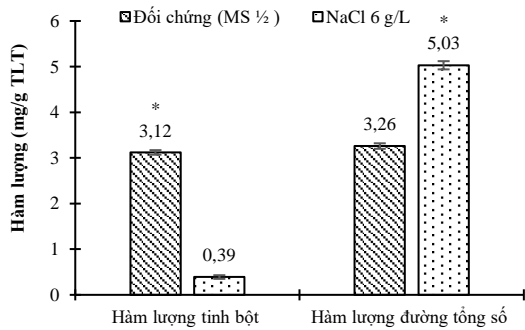 Đối chứng (MS ½ )
NaCl 6 g/L
Hàm lượng (mg/g TLT)
6
5
4
3
2
1
0
*
3,12
0,39
3,26
*
5,03
Hàm lượng tinh bột
Hàm lượng đường tổng số